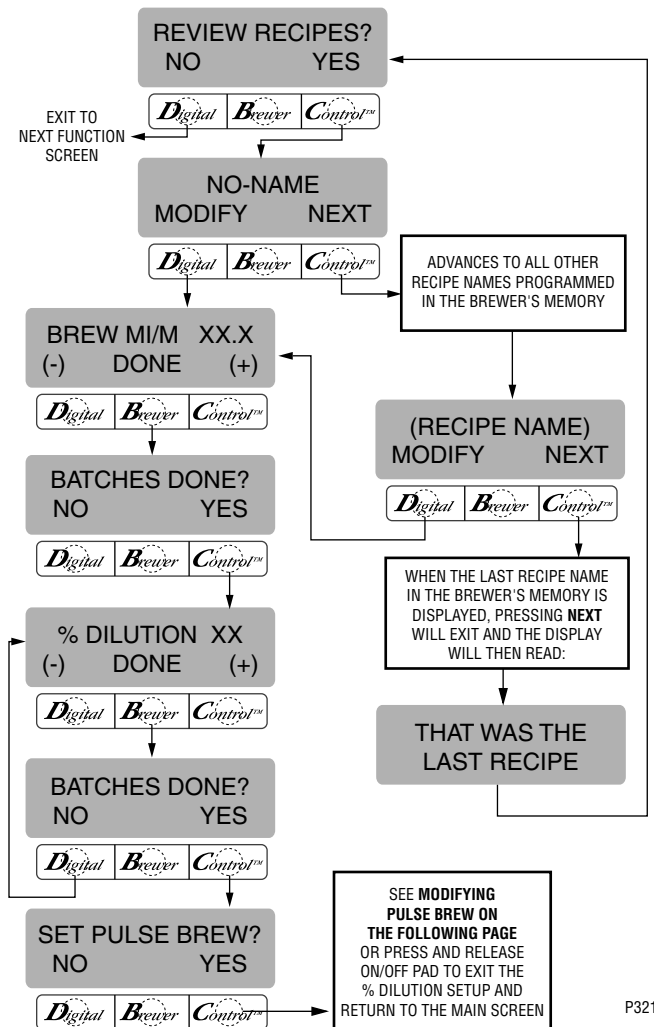 REVIEW RECIPES?
NO YES
Digital Brewer Control™
EXIT TO
NEXT FUNCTION
SCREEN
NO-NAME
MODIFY NEXT
Digital Brewer Control™
ADVANCES TO ALL OTHER
RECIPE NAMES PROGRAMMED
IN THE BREWER'S MEMORY
BREW MI/M XX.X
(-) DONE (+)
Digital Brewer Control™
(RECIPE NAME)
MODIFY NEXT
Digital Brewer Control™
BATCHES DONE?
NO YES
Digital Brewer Control™
WHEN THE LAST RECIPE NAME
IN THE BREWER'S MEMORY IS
DISPLAYED, PRESSING NEXT
WILL EXIT AND THE DISPLAY
WILL THEN READ:
% DILUTION XX
(-) DONE (+)
Digital Brewer Control™
THAT WAS THE
LAST RECIPE
BATCHES DONE?
NO YES
Digital Brewer Control™
SET PULSE BREW?
NO YES
Digital Brewer Control™
SEE MODIFYING
PULSE BREW ON
THE FOLLOWING PAGE
OR PRESS AND RELEASE
ON/OFF PAD TO EXIT THE
% DILUTION SETUP AND
RETURN TO THE MAIN SCREEN
P321